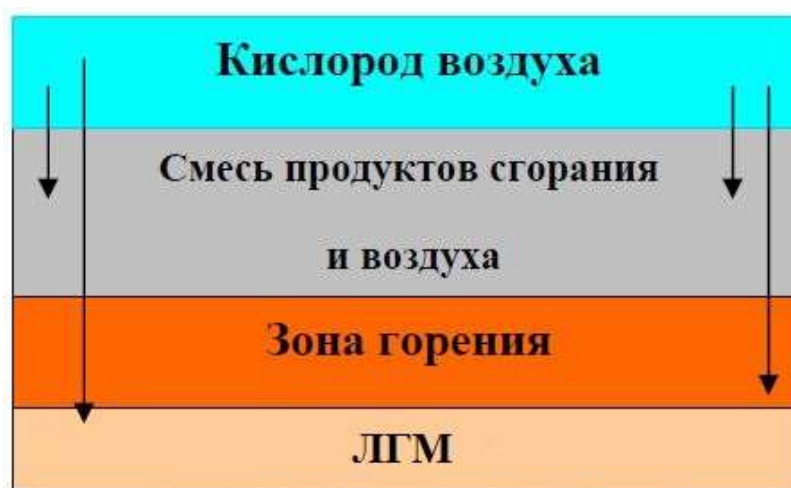 Кислород воздуха
Смесь продуктов сгорания
и воздуха
Зона горения
ЛГМ